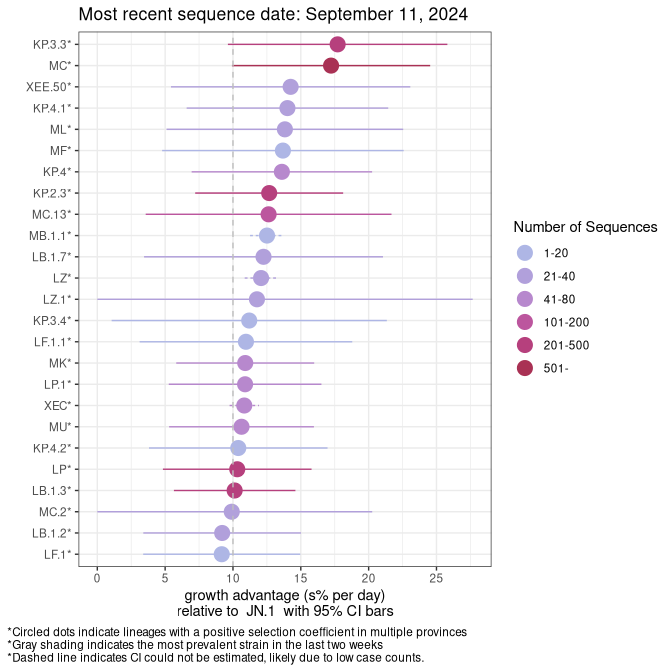 Most recent sequence date: September 11, 2024
KP.3.3*
MC*
XEE.50*
KP.4.1*
ML*
MF*
KP.4*
KP.2.3*
MC.13*
MB.1.1*
LB.1.7*
LZ*
LZ.1*
KP.3.4*
LF.1.1*
MK*
LP.1*
XEC*
MU*
KP.4.2*
LP*
LB.1.3*
MC.2*
LB.1.2*
LF.1*
0 5 10 15 20 25
growth advantage (s% per day)
relative to JN.1 with 95% CI bars
Number of Sequences
1-20
21-40
41-80
101-200
201-500
501-
*Circled dots indicate lineages with a positive selection coefficient in multiple provinces
*Gray shading indicates the most prevalent strain in the last two weeks
*Dashed line indicates CI could not be estimated, likely due to low case counts.